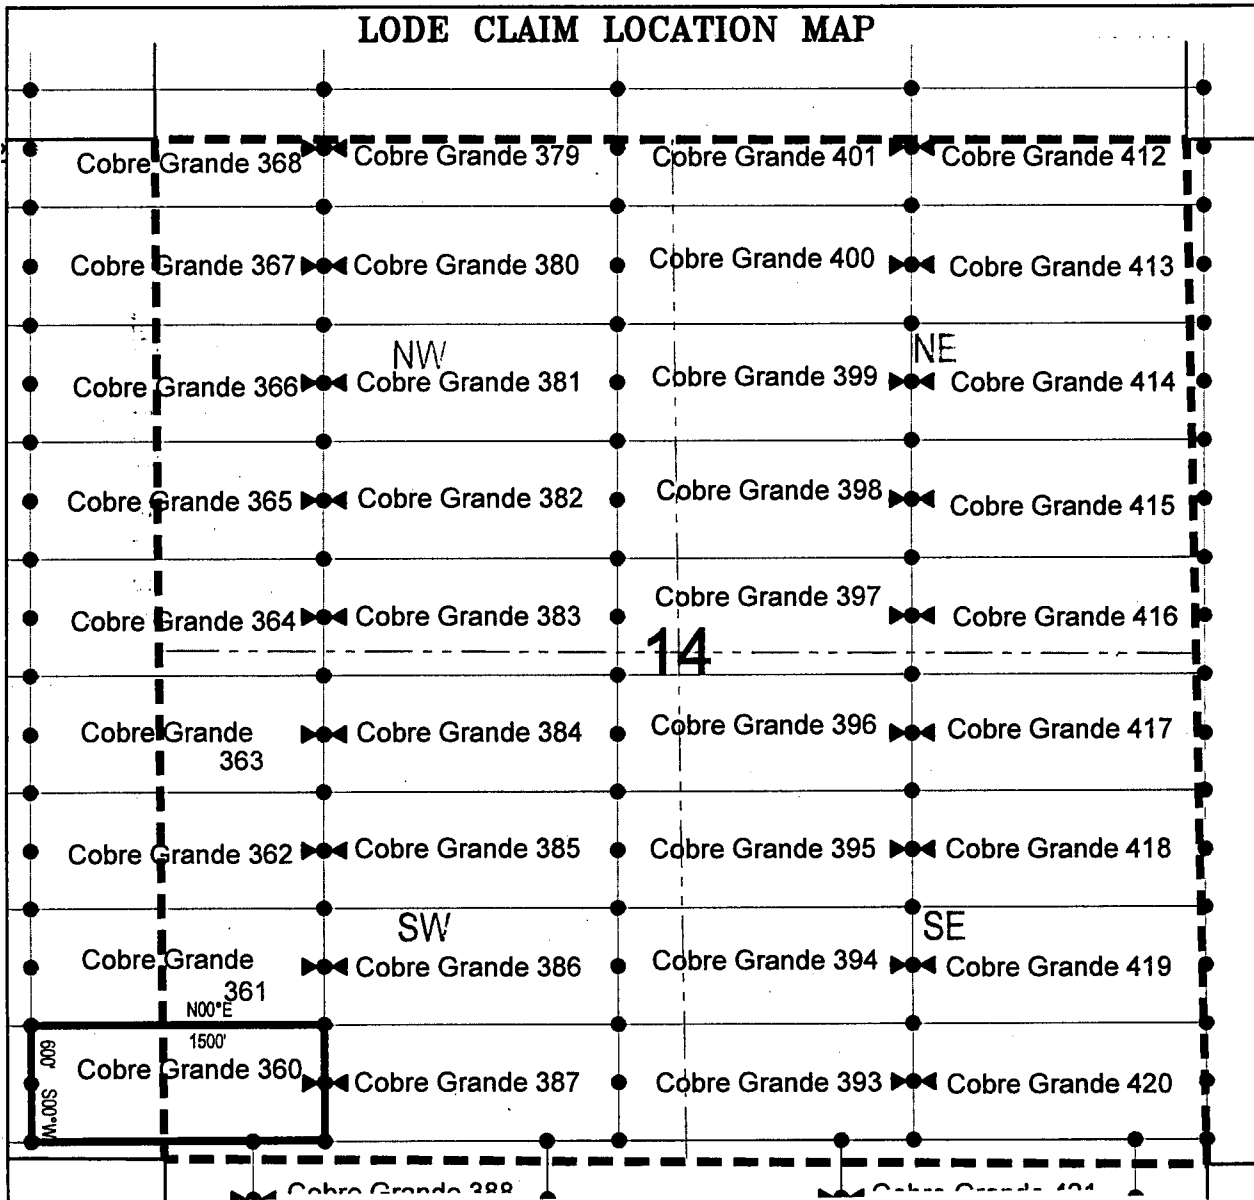 LODE CLAIM LOCATION MAP
Cobre Grande 368
Cobre Grande 379
Cobre Grande 401
Cobre Grande 412
Cobre Grande 367
Cobre Grande 380
Cobre Grande 400
Cobre Grande 413
NW
NE
Cobre Grande 366
Cobre Grande 381
Cobre Grande 399
Cobre Grande 414
Cobre Grande 365
Cobre Grande 382
Cobre Grande 398
Cobre Grande 415
Cobre Grande 364
Cobre Grande 383
Cobre Grande 397
Cobre Grande 416
14
Cobre Grande
363
Cobre Grande 384
Cobre Grande 396
Cobre Grande 417
Cobre Grande 362
Cobre Grande 385
Cobre Grande 395
Cobre Grande 418
SW
SE
Cobre Grande
361
Cobre Grande 386
Cobre Grande 394
Cobre Grande 419
N00°E
1500'
600'
S00°W
Cobre Grande 360
Cobre Grande 387
Cobre Grande 393
Cobre Grande 420
Cobre Grande 388
Cobre Grande 421